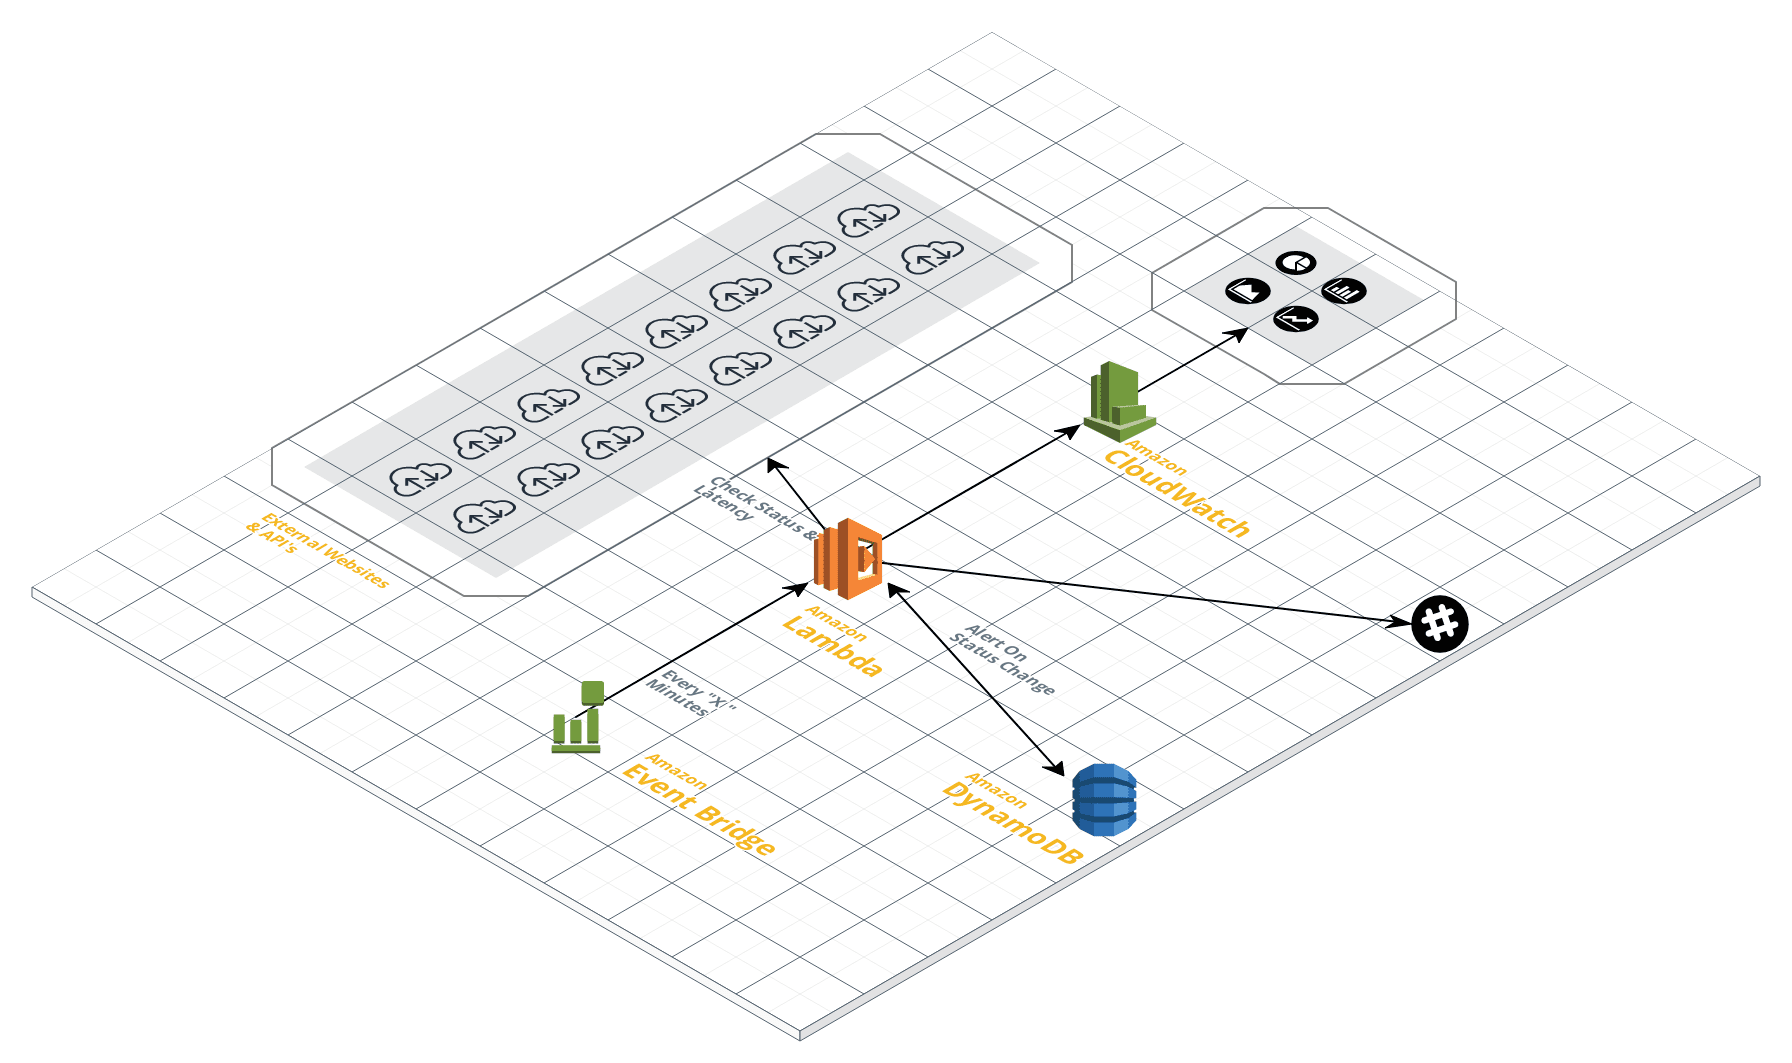 Amazon
CloudWatch
Check Status &
Latency
External Websites
& API's
Amazon
Lambda
Alert On
Status Change
Every "X"
Minutes
Amazon
Event Bridge
Amazon
DynamoDB